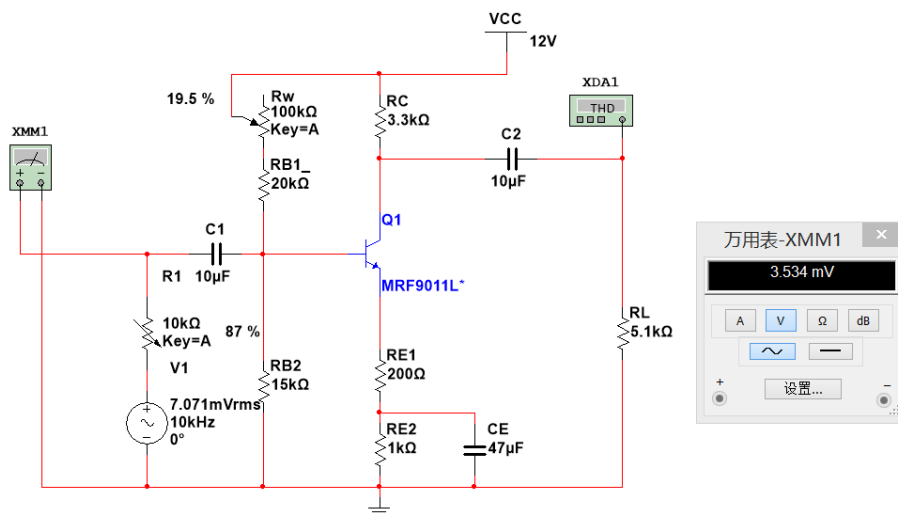 VCC
12V
XDA1
THD
19.5 %
Rw
100kΩ
Key=A
RC
3.3kΩ
XMM1
C2
10µF
RB1_
20kΩ
Q1
C1
10µF
R1
MRF9011L*
10kΩ
Key=A
87 %
V1
RL
5.1kΩ
RE1
200Ω
RB2
15kΩ
7.071mVrms
10kHz
0°
RE2
1kΩ
CE
47µF
万用表-XMM1
×
3.534 mV
A
V
Ω
dB
+
设置...
−